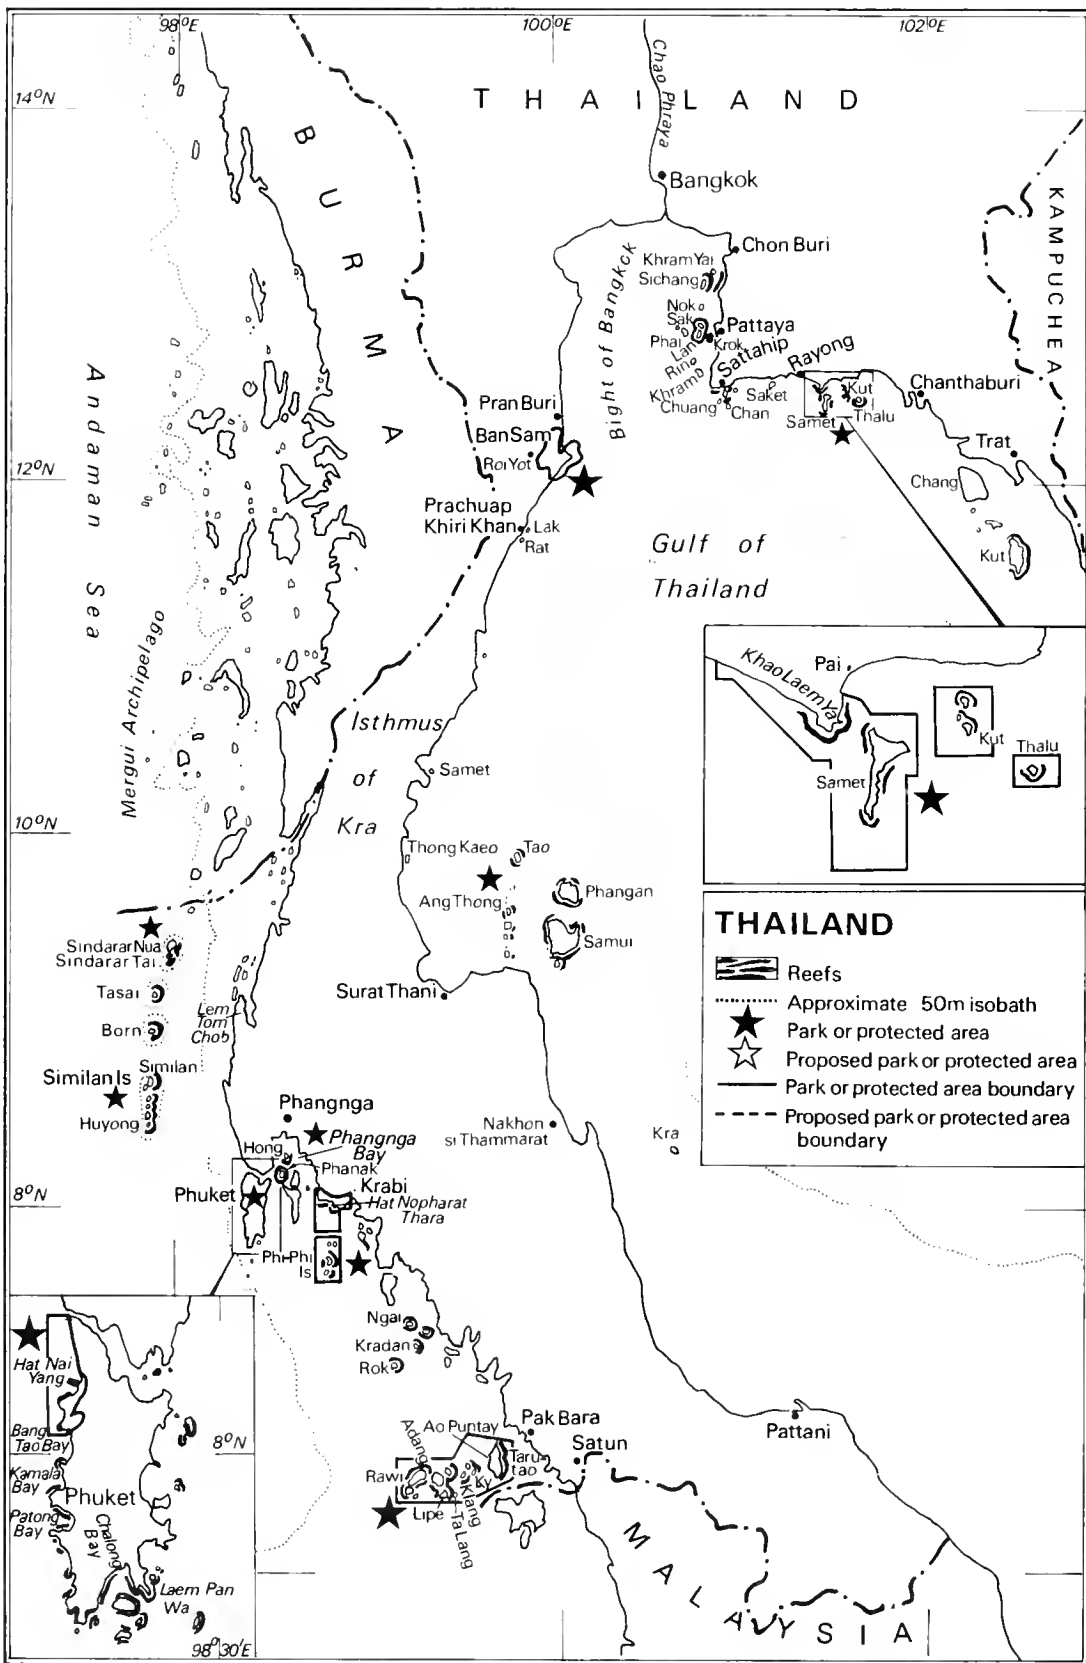 98°E
100°E
102°E
14°N
THAILAND
BURMA
KAMPUCHEA
Chao Phraya
Bangkok
Chon Buri
Khram Yai
Sichang
Bight of Bangkok
Nok
Sak
Pattaya
Phai
Lan
Krok
Rin
Sattahip
Rayong
Khram
Saket
Kut
Chanthaburi
Chuang
Chan
Samet
Thalu
Pran Buri
Ban Sam
Roi Yot
Trat
12°N
Chang
Andaman Sea
Prachuap
Khiri Khan
Lak
Rat
Gulf of
Thailand
Kut
Mergui Archipelago
Pai
Khao Laem Ya
Isthmus
of
Kra
Samet
Kut
Thalu
Samet
10°N
Thong Kaeo
Tao
Ang Thong
Phangan
Samui
THAILAND
Reefs
Approximate 50m isobath
Park or protected area
Proposed park or protected area
Park or protected area boundary
Proposed park or protected area
boundary
Sindarar Nua
Sindarar Tai
Tasai
Born
Lem
Tom
Chob
Surat Thani
Similan Is
Similan
Huyong
Phangnga
Nakhon
si Thammarat
Kra
Hong
Phangnga
Bay
Phanak
8°N
Phuket
Krabi
Hat Nopharat
Thara
Phi-Phi
Is
Ngai
Kradan
Rok
Hat Nai
Yang
Bang
Tao Bay
8°N
Kamala
Bay
Phuket
Patong
Bay
Chalong
Bay
Laem Pan
Wa
98°30'E
Ao Puntay
Pak Bara
Pattani
Satun
Adang
Taru-
tao
Rawi
Ky
Klang
Lipe
Ta Lang
MALAYSIA